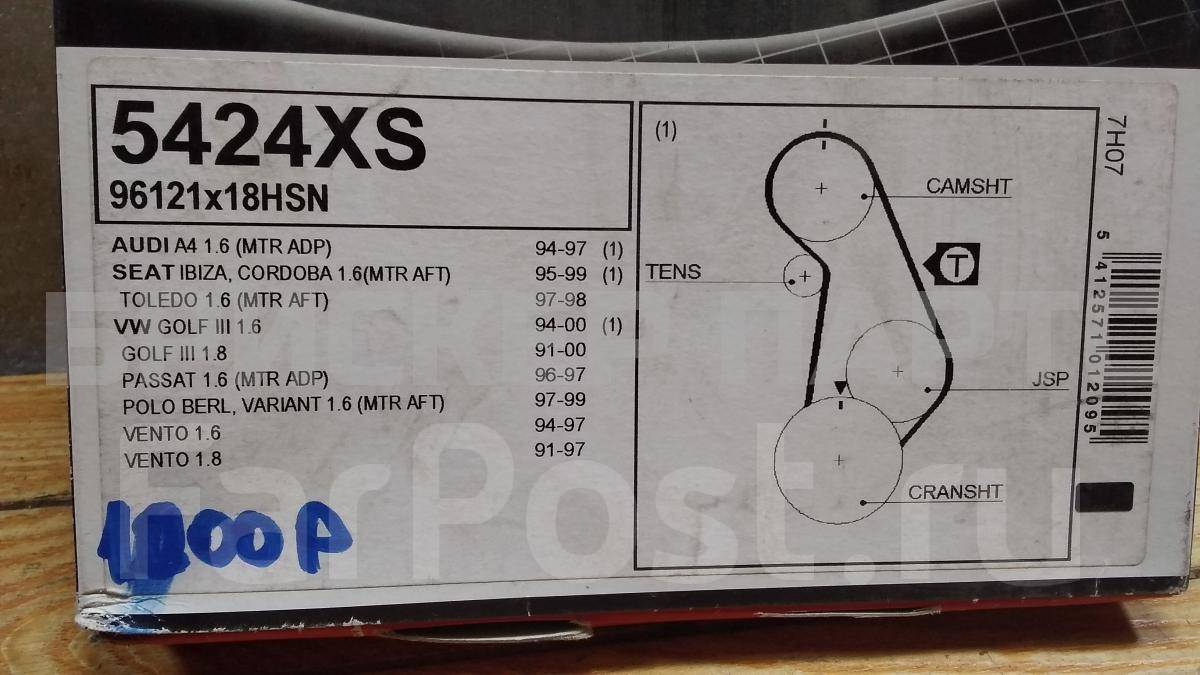 5424XS
96121x18HSN
AUDI A4 1.6 (MTR ADP) 94-97 (1)
SEAT IBIZA, CORDOBA 1.6(MTR AFT) 95-99 (1)
TOLEDO 1.6 (MTR AFT) 97-98
VW GOLF III 1.6 94-00 (1)
GOLF III 1.8 91-00
PASSAT 1.6 (MTR ADP) 96-97
POLO BERL, VARIANT 1.6 (MTR AFT) 97-99
VENTO 1.6 94-97
VENTO 1.8 91-97
(1)
CAMSHT
TENS
T
JSP
CRANSHT
7H07
5 412571 012095
FarPost.ru